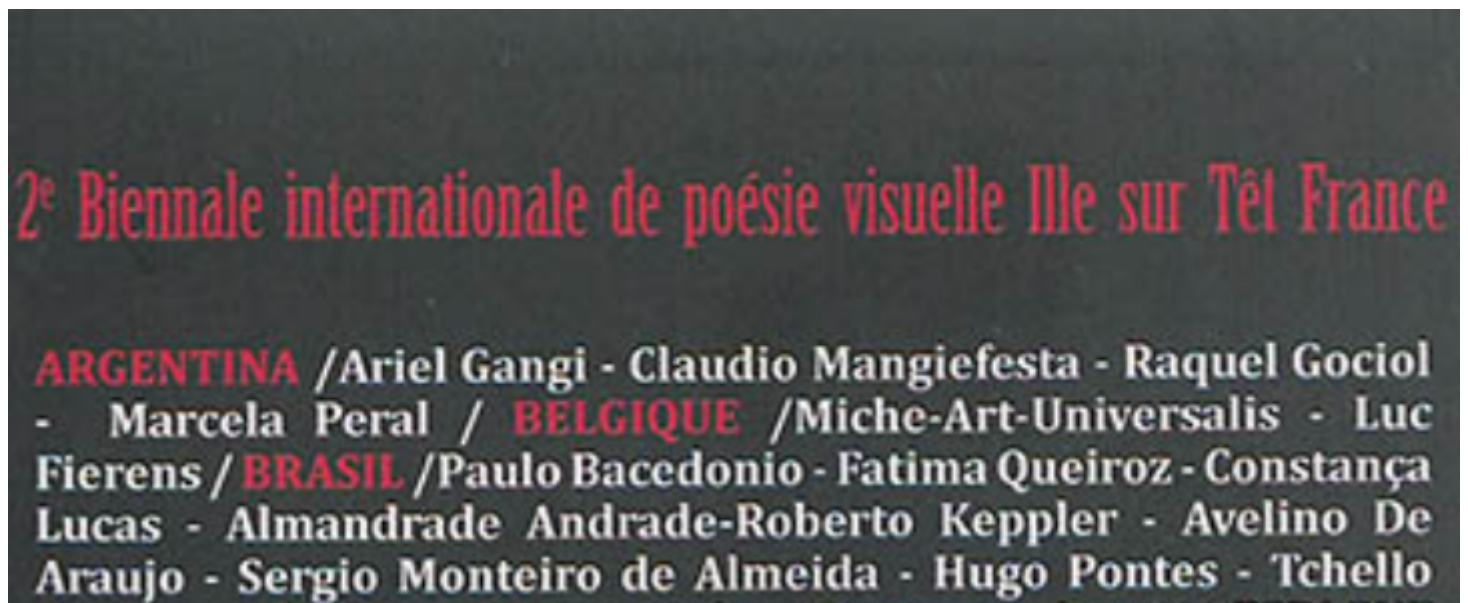 2e Biennale internationale de poésie visuelle Ille sur Têt France
ARGENTINA /Ariel Gangi - Claudio Mangiefesta - Raquel Gociol
- Marcela Peral / BELGIQUE /Miche-Art-Universalis - Luc
Fierens / BRASIL /Paulo Bacedonio - Fatima Queiroz - Constança
Lucas - Almandrade Andrade-Roberto Keppler - Avelino De
Araujo - Sergio Monteiro de Almeida - Hugo Pontes - Tchello